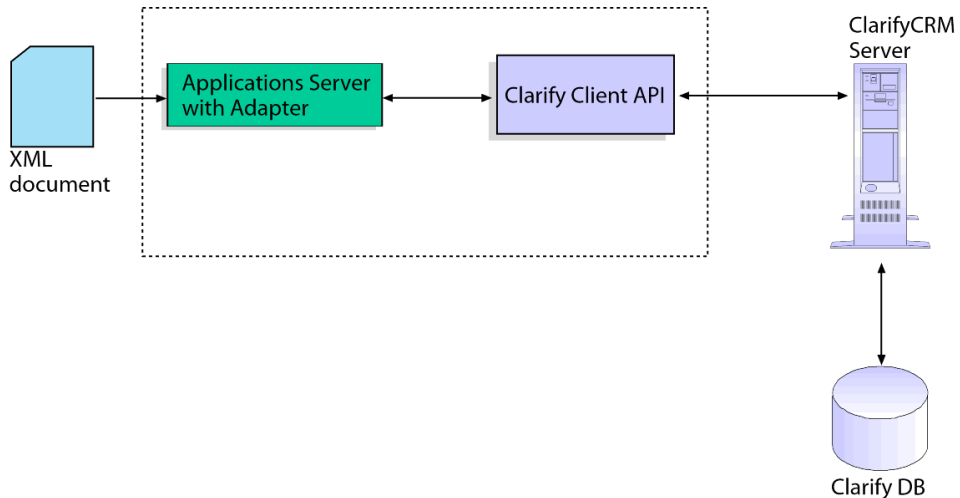 ClarifyCRM
Server
Applications Server
with Adapter
Clarify Client API
XML
document
Clarify DB